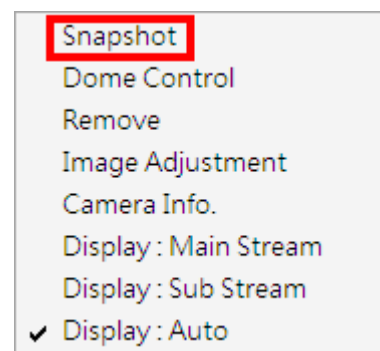 Snapshot
Dome Control
Remove
Image Adjustment
Camera Info.
Display : Main Stream
Display : Sub Stream
Display : Auto